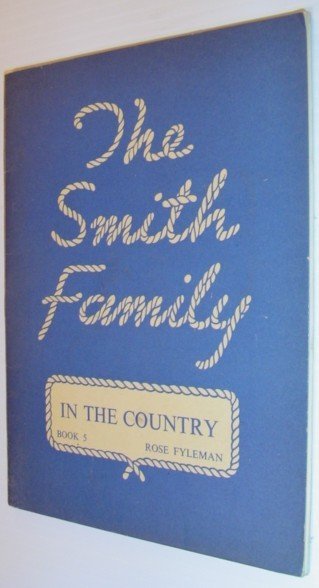 The
Smith
Family
IN THE COUNTRY
BOOK 5 ROSE FYLEMAN